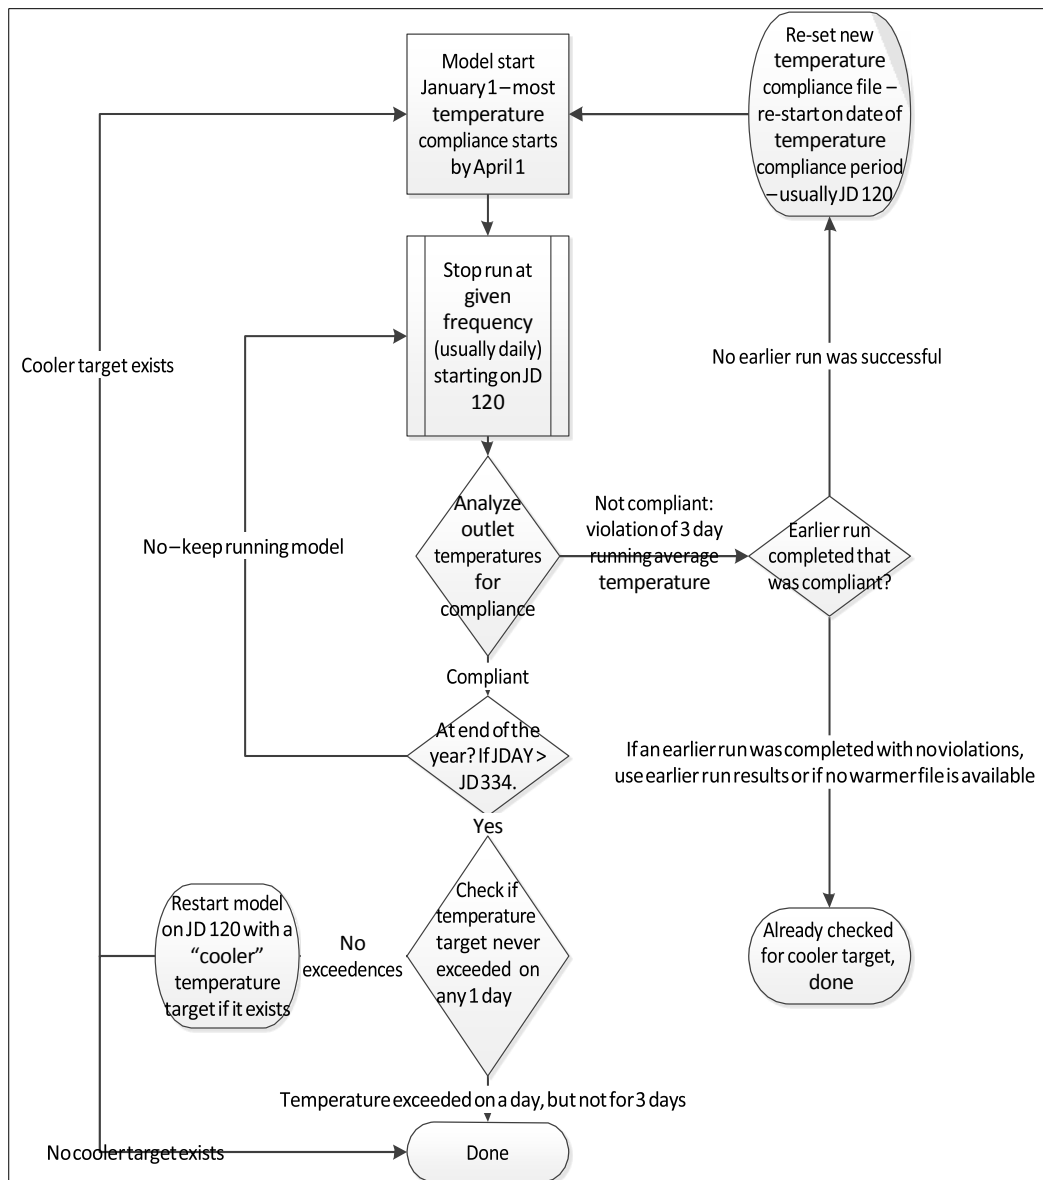 Model start
January 1 – most
temperature
compliance starts
by April 1
Re-set new
temperature
compliance file –
re-start on date of
temperature
compliance period
– usually JD 120
Stop run at
given
frequency
(usually daily)
starting on JD
120
Cooler target exists
No earlier run was successful
Analyze
outlet
temperatures
for
compliance
Not compliant:
violation of 3 day
running average
temperature
Earlier run
completed that
was compliant?
No – keep running model
Compliant
At end of the
year? If JDAY >
JD334.
If an earlier run was completed with no violations,
use earlier run results or if no warmer file is available
Yes
Check if
temperature
target never
exceeded on
any 1 day
No
exceedences
Restart model
on JD 120 with a
“cooler”
temperature
target if it exists
Already checked
for cooler target,
done
Temperature exceeded on a day, but not for 3 days
No cooler target exists
Done